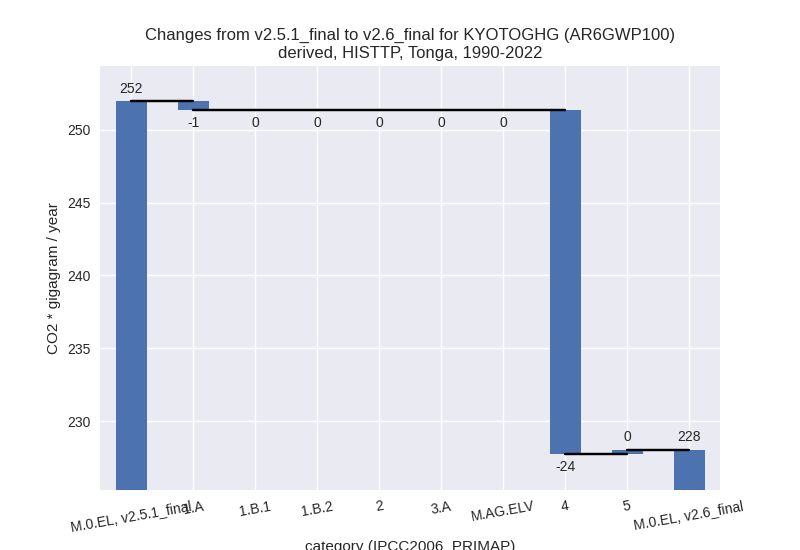 Changes from v2.5.1_final to v2.6_final for KYOTOGHG (AR6GWP100)
derived, HISTTP, Tonga, 1990-2022
CO2 * gigagram / year
250
245
240
235
230
252
-1
0
0
0
0
0
-24
0
228
M.0.EL, v2.5.1_final
1.A
1.B.1
1.B.2
2
3.A
M.AG.ELV
4
5
M.0.EL, v2.6_final
category (IPCC2006_PRIMAP)